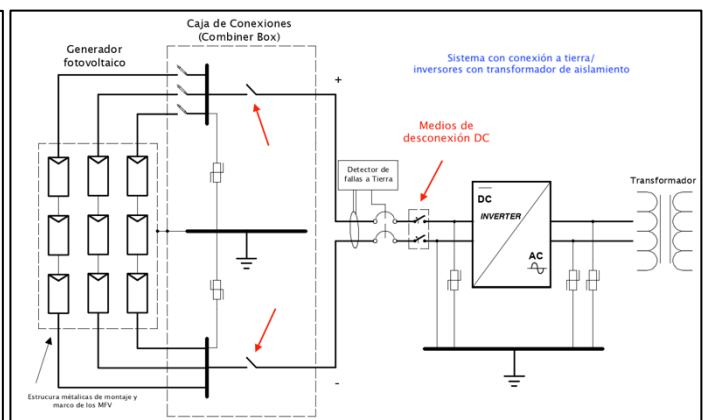 Caja de Conexiones
(Combiner Box)
Generador
fotovoltaico
Sistema con conexión a tierra/
inversores con transformador de aislamiento
+
Medios de
desconexión DC
Detector de
fallas a Tierra
Transformador
DC
INVERTER
AC
-
Estrucura métalicas de montaje y
marco de los MFV